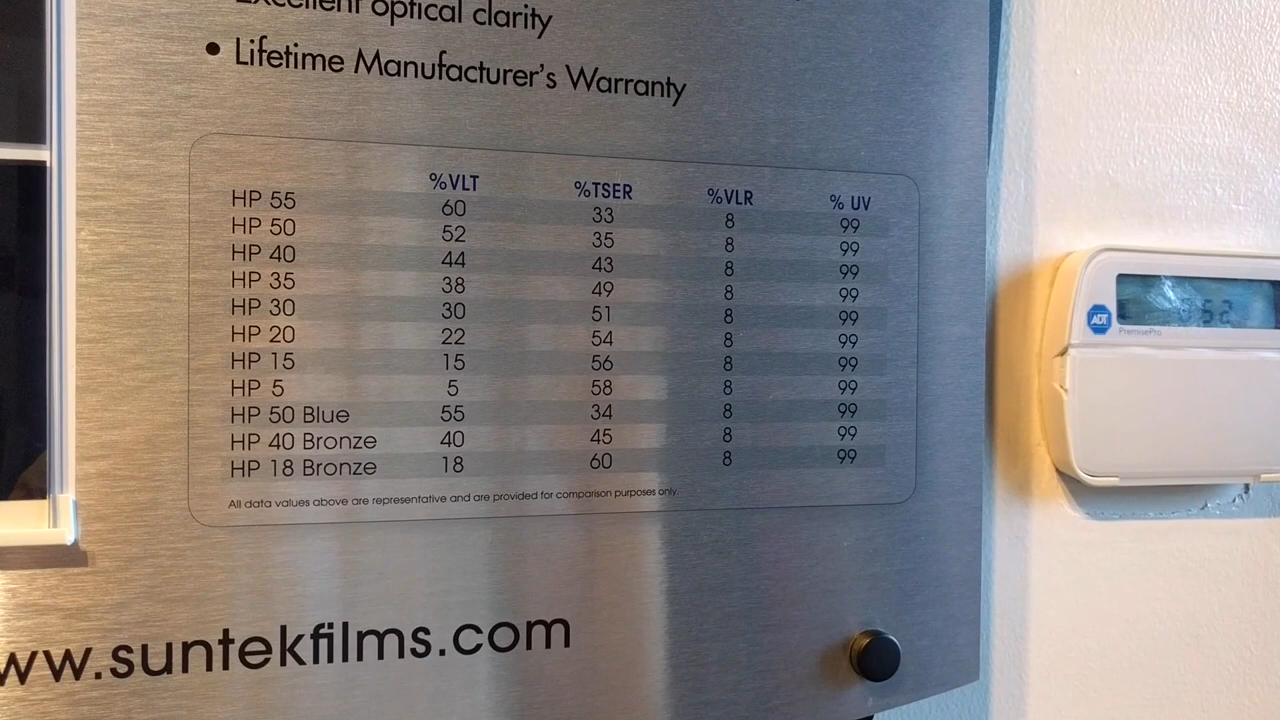 Excellent optical clarity
• Lifetime Manufacturer's Warranty
%VLT %TSER %VLR % UV
HP 55 60 33 8 99
HP 50 52 35 8 99
HP 40 44 43 8 99
HP 35 38 49 8 99
HP 30 30 51 8 99
HP 20 22 54 8 99
HP 15 15 56 8 99
HP 5 5 58 8 99
HP 50 Blue 55 34 8 99
HP 40 Bronze 40 45 8 99
HP 18 Bronze 18 60 8 99
All data values above are representative and are provided for comparison purposes only.
ww.suntekfilms.com
ADT
PremisePro